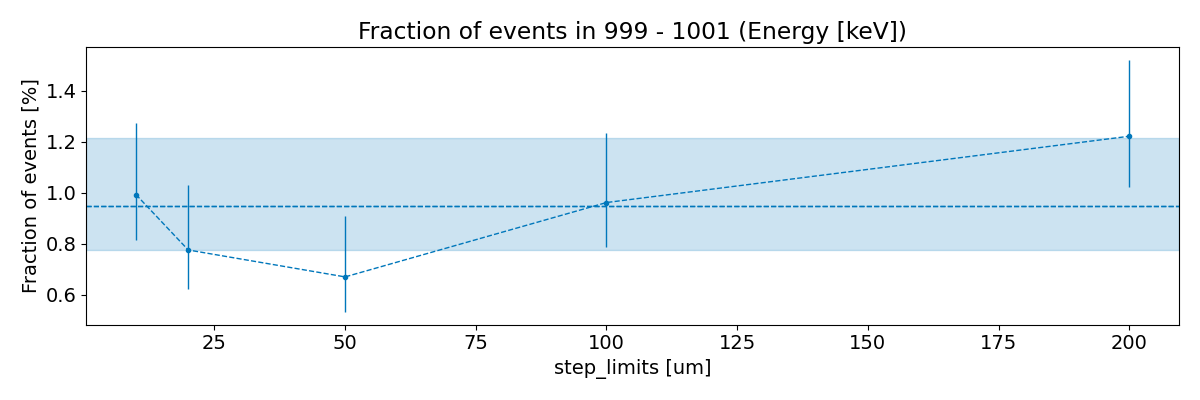 Fraction of events in 999 - 1001 (Energy [keV])
Fraction of events [%]
1.4
1.2
1.0
0.8
0.6
25 50 75 100 125 150 175 200
step_limits [um]